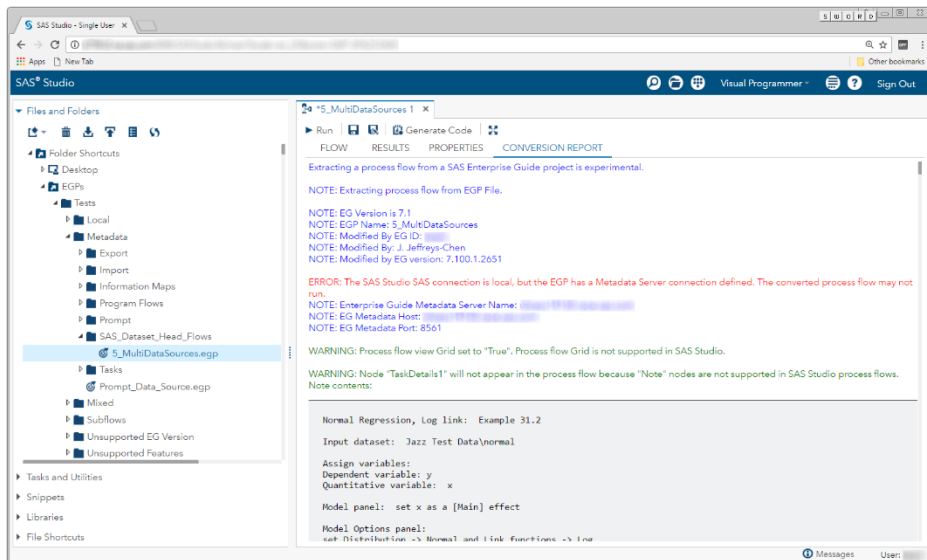 S W O R D
SAS Studio - Single User
Apps New Tab
Other bookmarks
SAS® Studio
Visual Programmer
Sign Out
Files and Folders
Folder Shortcuts
Desktop
EGPs
Tests
Local
Metadata
Export
Import
Information Maps
Program Flows
Prompt
SAS_Dataset_Head_Flows
5_MultiDataSources.egp
Tasks
Prompt_Data_Source.egp
Mixed
Subflows
Unsupported EG Version
Unsupported Features
Tasks and Utilities
Snippets
Libraries
File Shortcuts
*5_MultiDataSources 1
Run Generate Code
FLOW RESULTS PROPERTIES CONVERSION REPORT
Extracting a process flow from a SAS Enterprise Guide project is experimental.
NOTE: Extracting process flow from EGP File.
NOTE: EG Version is 7.1
NOTE: EGP Name: 5_MultiDataSources
NOTE: Modified By EG ID:
NOTE: Modified By: J. Jeffreys-Chen
NOTE: Modified by EG version: 7.100.1.2651
ERROR: The SAS Studio SAS connection is local, but the EGP has a Metadata Server connection defined. The converted process flow may not
run.
NOTE: Enterprise Guide Metadata Server Name:
NOTE: EG Metadata Host:
NOTE: EG Metadata Port: 8561
WARNING: Process flow view Grid set to "True". Process flow Grid is not supported in SAS Studio.
WARNING: Node "TaskDetails1" will not appear in the process flow because "Note" nodes are not supported in SAS Studio process flows.
Note contents:
Normal Regression, Log link: Example 31.2
Input dataset: Jazz Test Data\normal
Assign variables:
Dependent variable: y
Quantitative variable: x
Model panel: set x as a [Main] effect
Model Options panel:
set Distribution -> Normal and Link functions -> Log
Messages User: